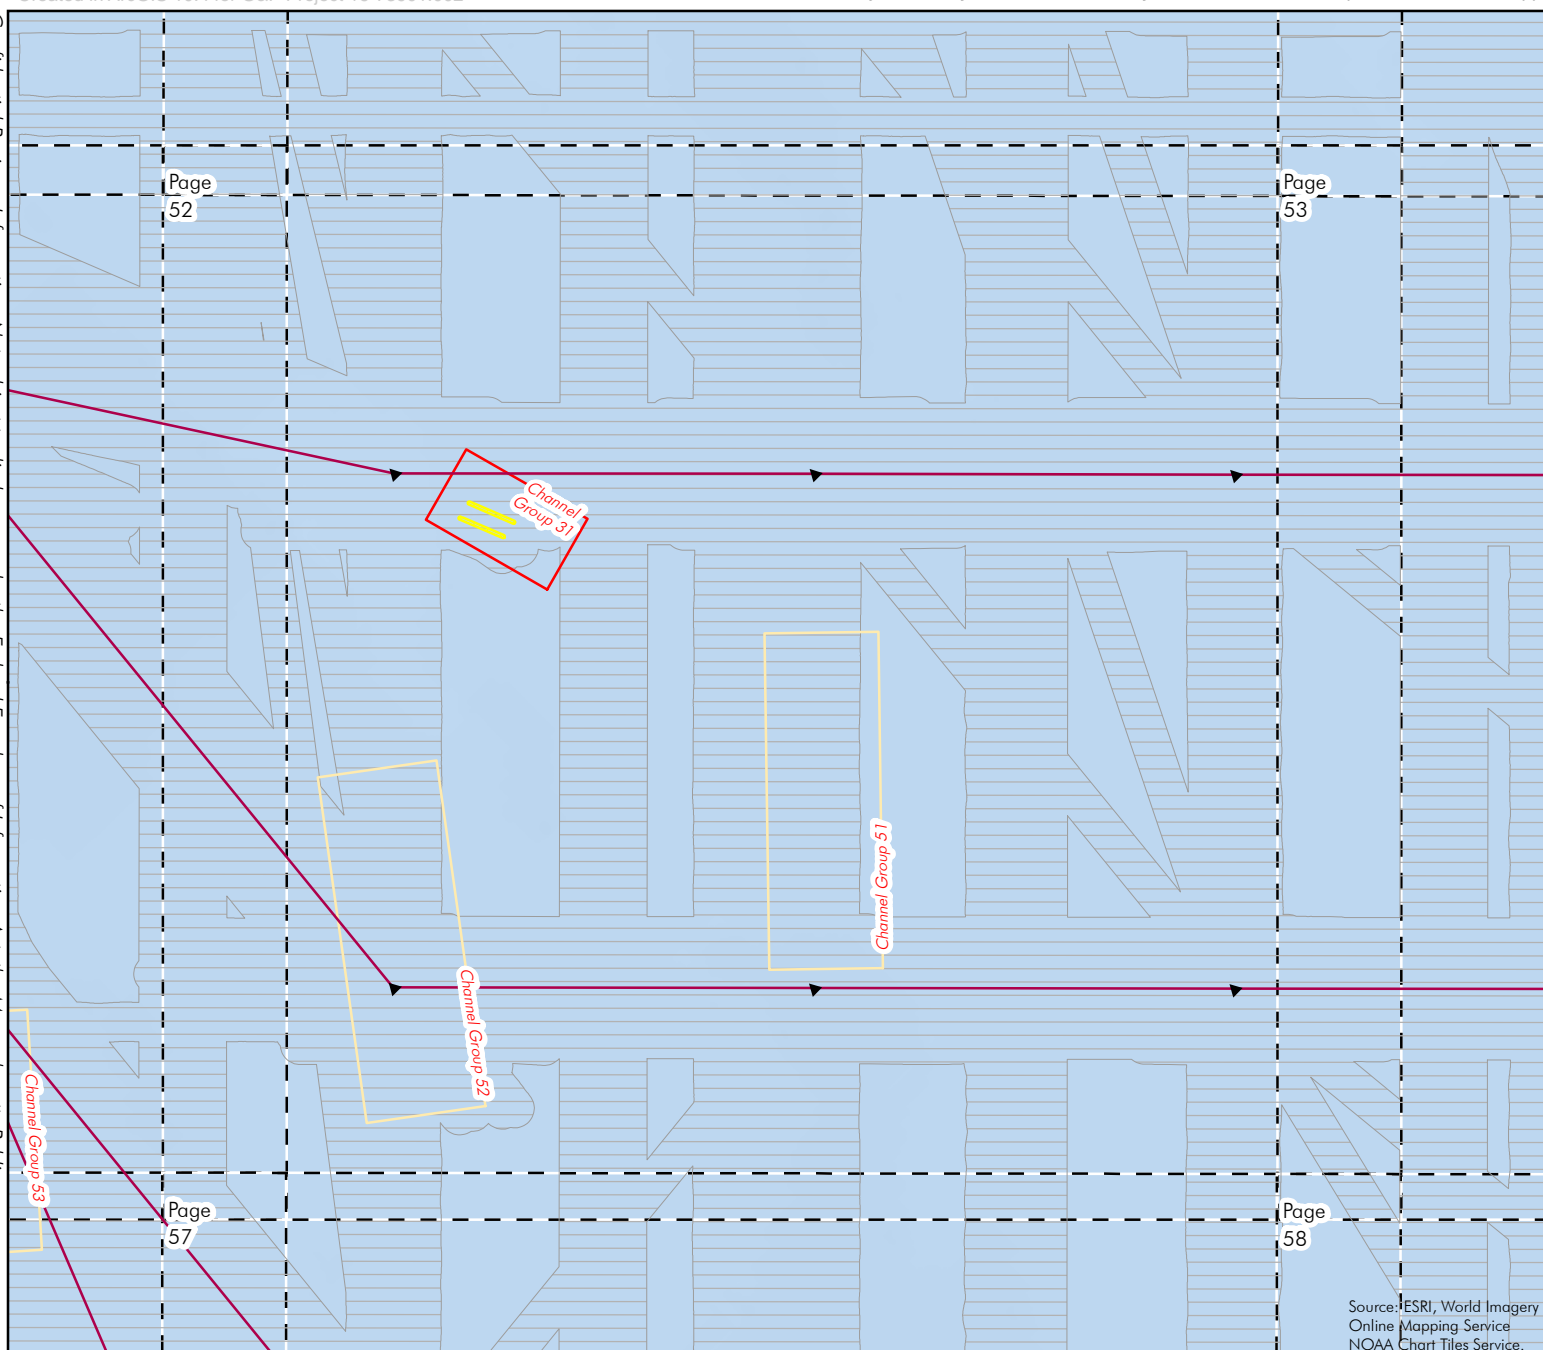 Page
52
Page
53
Channel
Group 31
Channel Group 51
Channel Group 52
Channel Group 53
Page
57
Page
58
Source: ESRI, World Imagery
Online Mapping Service
NOAA Chart Tiles Service.